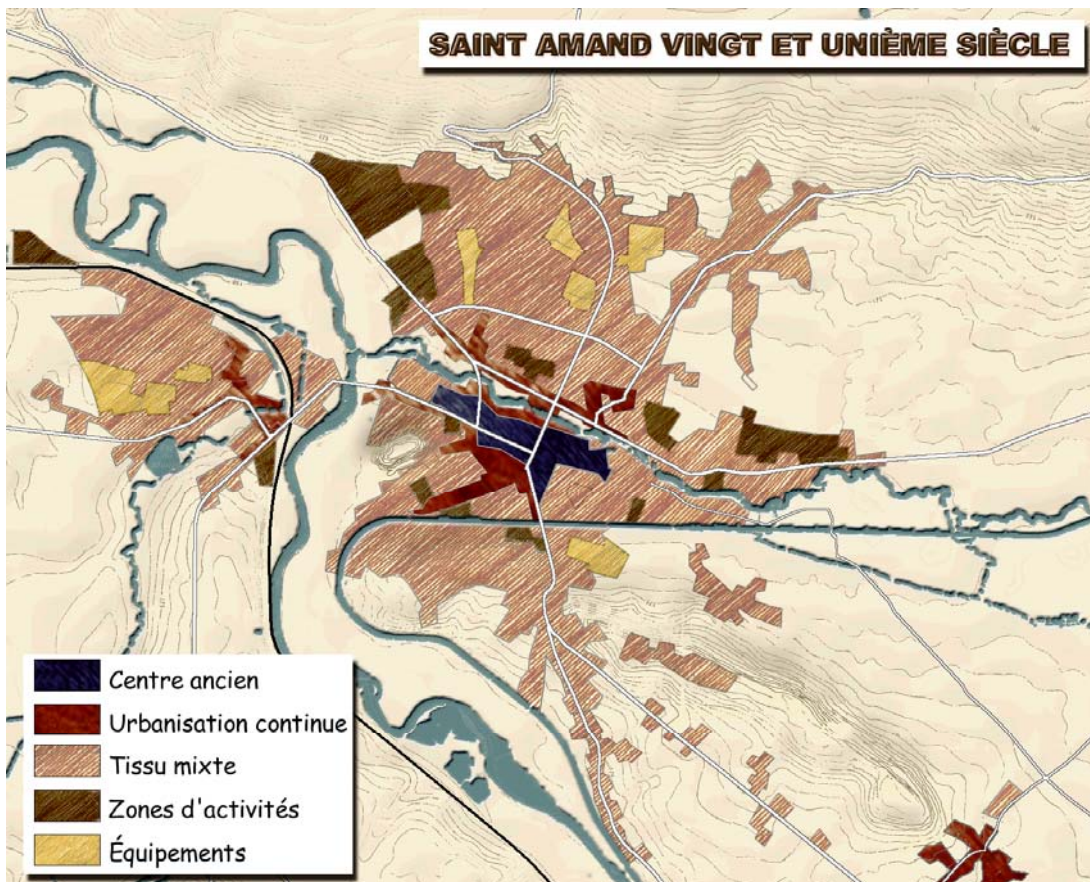 SAINT AMAND VINGT ET UNIÈME SIÈCLE
Centre ancien
Urbanisation continue
Tissu mixte
Zones d'activités
Équipements